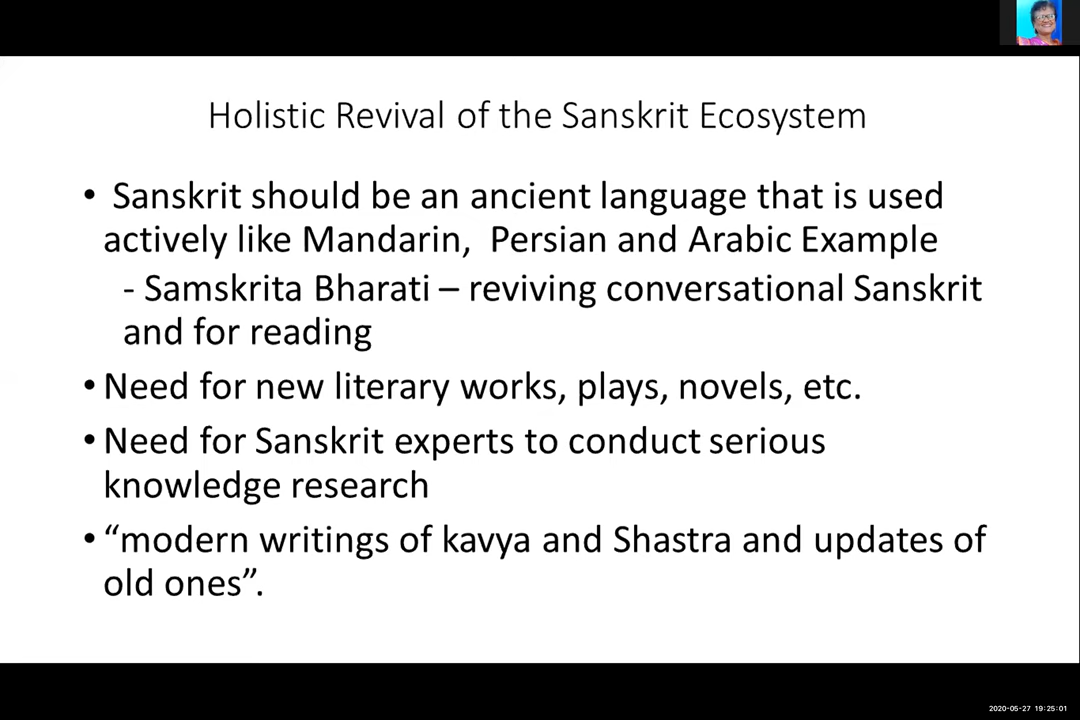 Holistic Revival of the Sanskrit Ecosystem
• Sanskrit should be an ancient language that is used
actively like Mandarin, Persian and Arabic Example
- Samskrita Bharati – reviving conversational Sanskrit
and for reading
• Need for new literary works, plays, novels, etc.
• Need for Sanskrit experts to conduct serious
knowledge research
• “modern writings of kavya and Shastra and updates of
old ones”.
2020-05-27 19:25:01